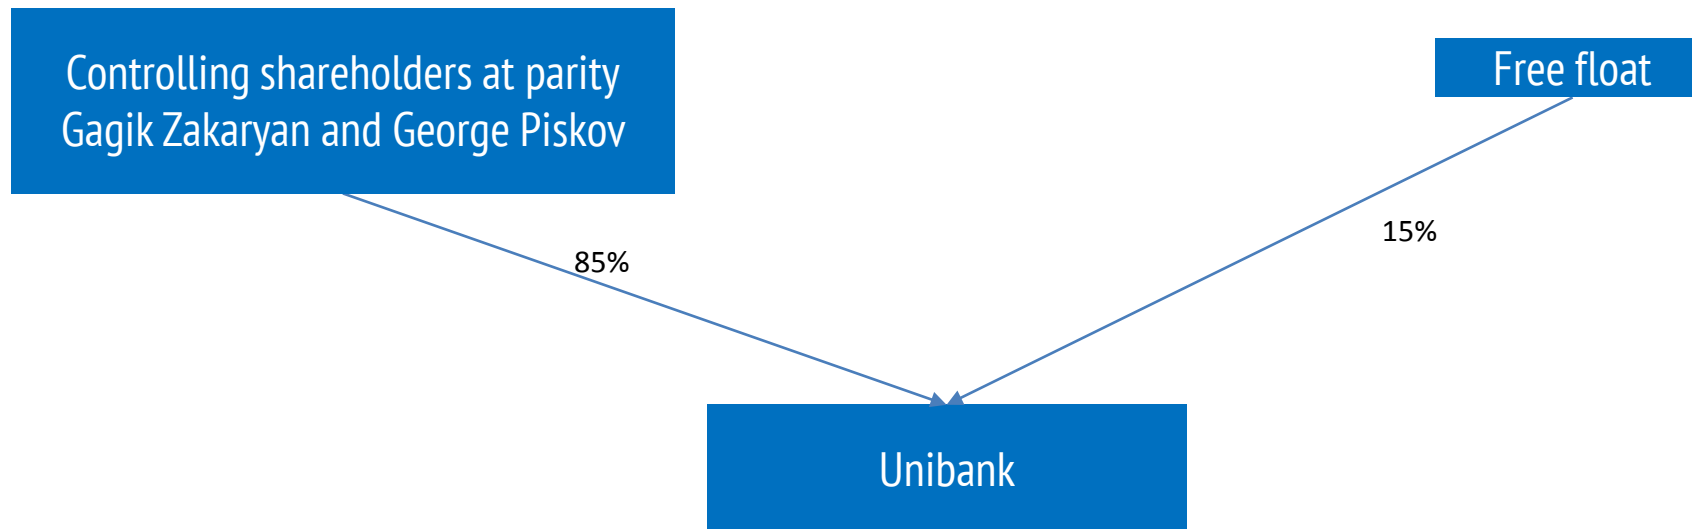 Controlling shareholders at parity
Gagik Zakaryan and George Piskov
Free float
85%
15%
Unibank